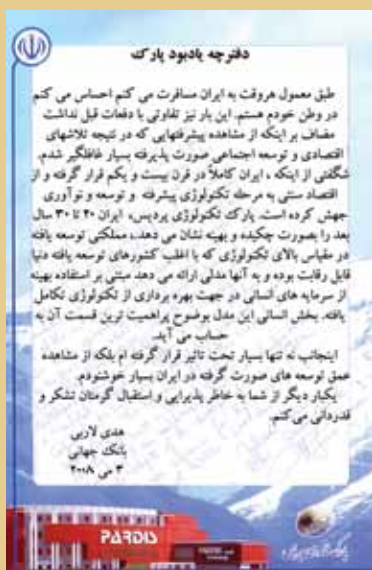 دفترچه یادبود پارک
طبق معمول هروقت به ایران مسافرت می کنم احساس می کنم
در وطن خودم هستم. این بار نیز تفاوتی با دفعات قبل نداشت
مضاف بر اینکه از مشاهده پیشرفتهایی که در نتیجه تلاشهای
اقتصادی و توسعه اجتماعی صورت پذیرفته بسیار غافلگیر شدم.
شگفتی از اینکه ، ایران کاملاً در قرن بیست و یکم قرار گرفته و از
اقتصاد سنتی به مرحله تکنولوژی پیشرفته و توسعه و نوآوری
جهش کرده است. پارک تکنولوژی پردیس، ایران ۲۰ تا ۳۰ سال
بعد را بصورت چکیده و بهینه نشان می دهد، مملکتی توسعه یافته
در مقیاس بالای تکنولوژی که با اغلب کشورهای توسعه یافته دنیا
قابل رقابت بوده و به آنها مدلی ارائه می دهد مبتنی بر استفاده بهینه
از سرمایه های انسانی در جهت بهره برداری از تکنولوژی تکامل
یافته. بخش انسانی این مدل بوضوح پراهمیت ترین قسمت آن به
حساب می آید.
اینجانب نه تنها بسیار تحت تاثیر قرار گرفته ام بلکه از مشاهده
عمق توسعه های صورت گرفته در ایران بسیار خوشنودم.
یکبار دیگر از شما به خاطر پذیرایی و استقبال گرمتان تشکر و
قدردانی می کنم.
هدی لاربی
بانک جهانی
۳ می ۲۰۰۸
PARDIS